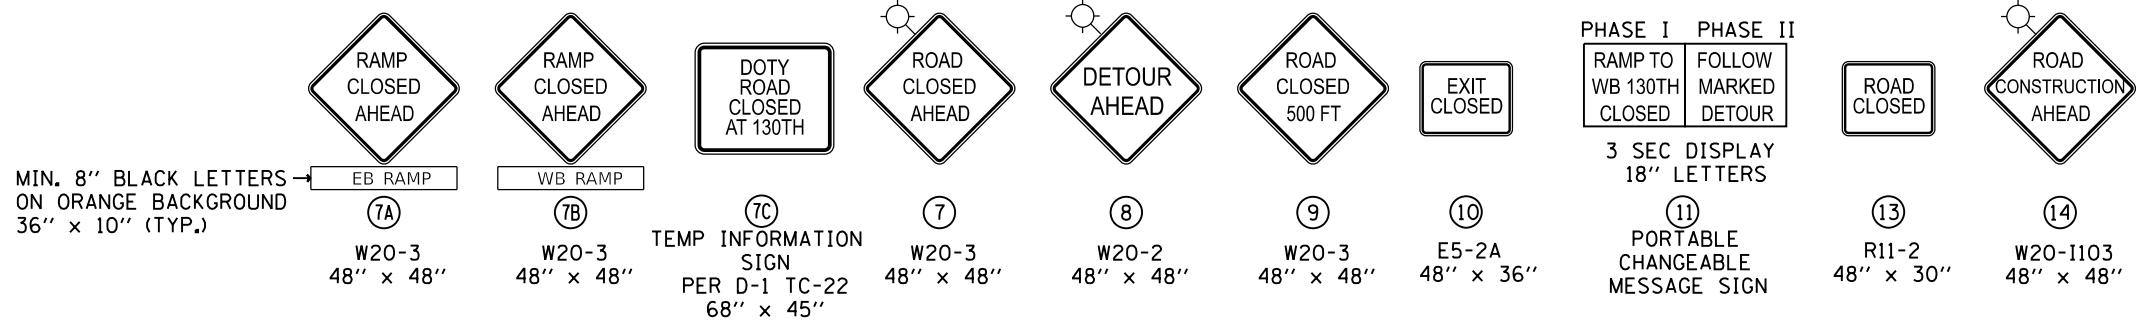 MIN. 8" BLACK LETTERS
ON ORANGE BACKGROUND
36" x 10" (TYP.)
RAMP
CLOSED
AHEAD
EB RAMP
7A
W20-3
48" x 48"
RAMP
CLOSED
AHEAD
WB RAMP
7B
W20-3
48" x 48"
DOTY
ROAD
CLOSED
AT 130TH
7C
TEMP INFORMATION
SIGN
PER D-1 TC-22
68" x 45"
ROAD
CLOSED
AHEAD
7
W20-3
48" x 48"
DETOUR
AHEAD
8
W20-2
48" x 48"
ROAD
CLOSED
500 FT
9
W20-3
48" x 48"
EXIT
CLOSED
10
E5-2A
48" x 36"
PHASE I PHASE II
RAMP TO FOLLOW
WB 130TH MARKED
CLOSED DETOUR
3 SEC DISPLAY
18" LETTERS
11
PORTABLE
CHANGEABLE
MESSAGE SIGN
ROAD
CLOSED
13
R11-2
48" x 30"
ROAD
CONSTRUCTION
AHEAD
14
W20-I103
48" x 48"